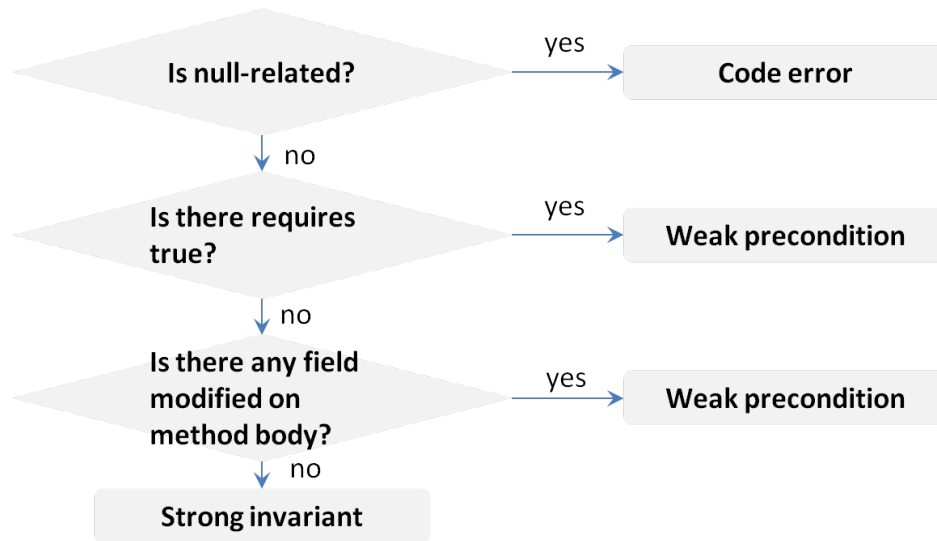 Is null-related?
yes
Code error
no
Is there requires
true?
yes
Weak precondition
no
Is there any field
modified on
method body?
yes
Weak precondition
no
Strong invariant